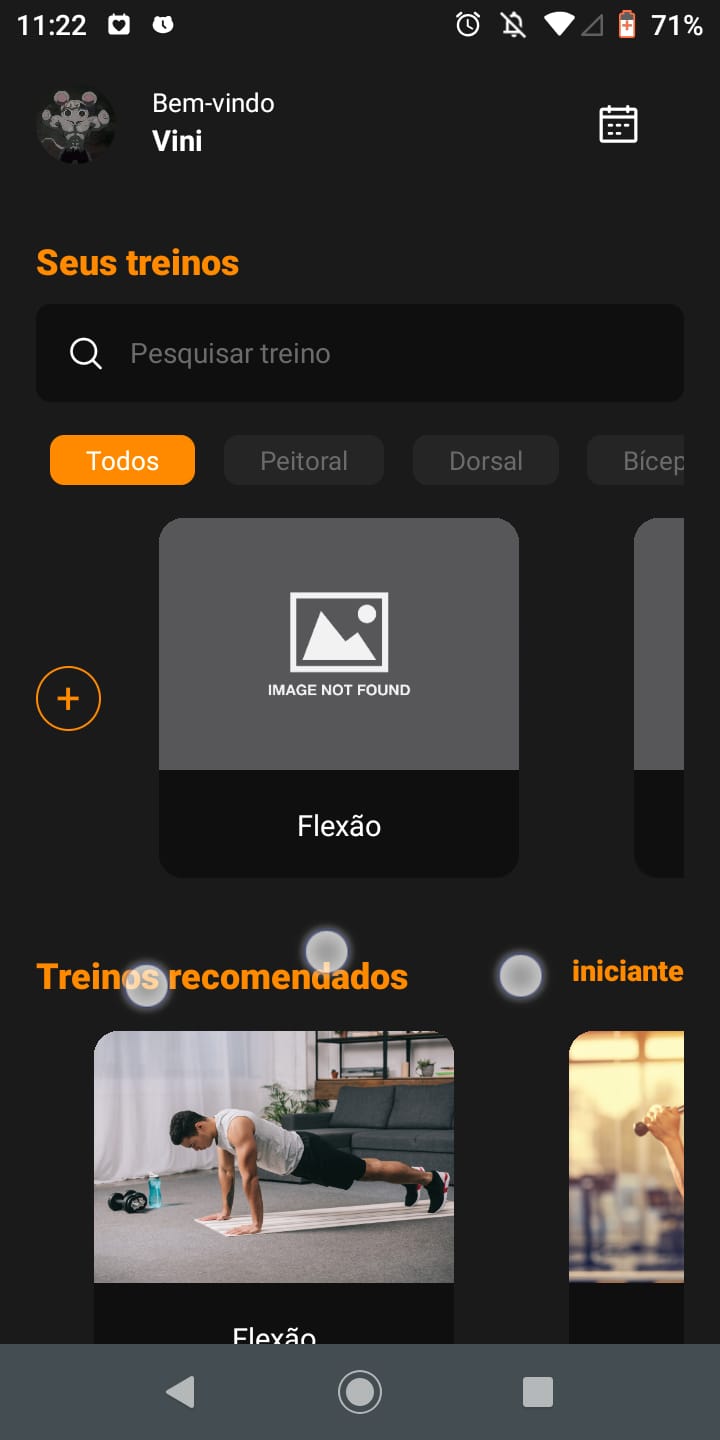 11:22
71%
Bem-vindo
Vini
Seus treinos
Pesquisar treino
Todos
Peitoral
Dorsal
Bícep
IMAGE NOT FOUND
+
Flexão
Treinos recomendados
iniciante
Flexão